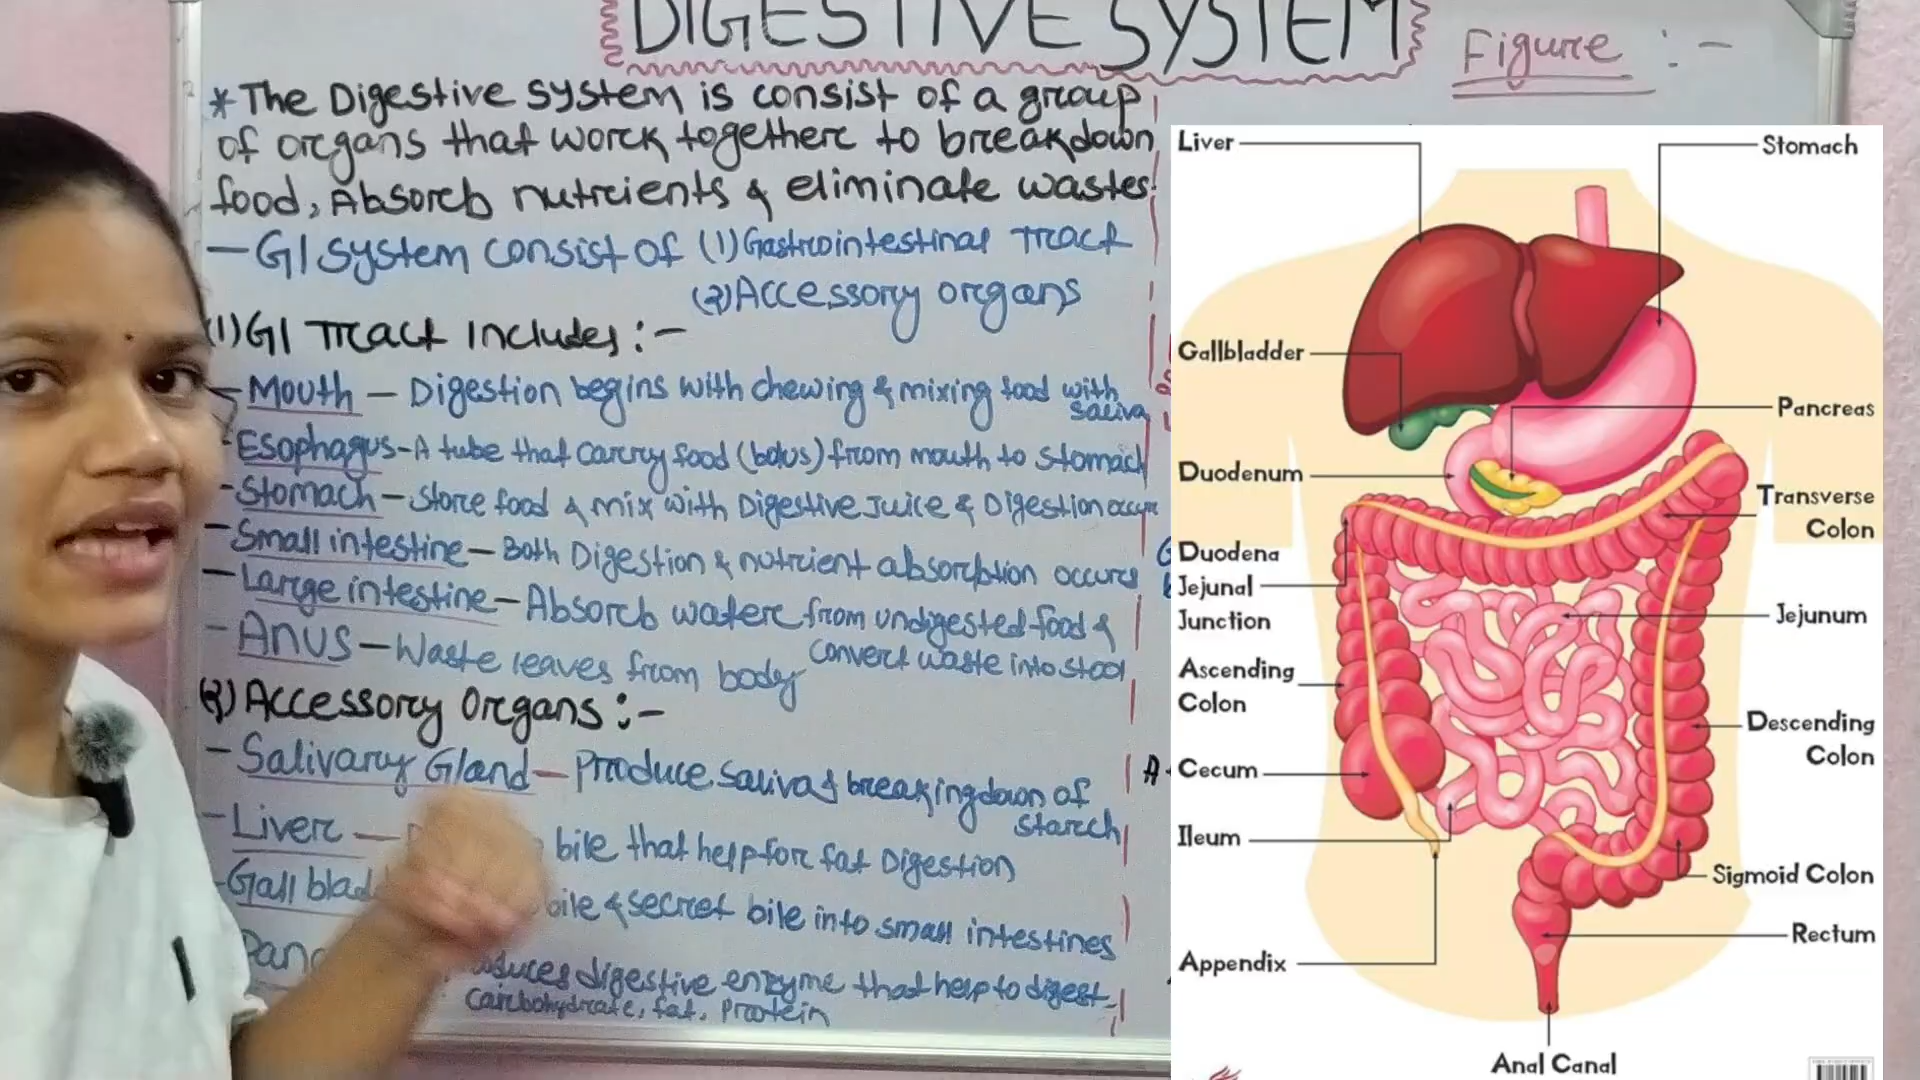 DIGESTIVE SYSTEM
Figure :-
* The Digestive system is consist of a group
of organs that work together to breakdown
food, Absorb nutrients & eliminate wastes.
- GI system consist of (1) Gastrointestinal Tract
(2) Accessory organs
(1) GI Tract Includes :-
- Mouth - Digestion begins with chewing & mixing food with
saliva
- Esophagus - A tube that carry food (bolus) from mouth to stomach
- Stomach - Store food & mix with Digestive Juice & Digestion occur
- Small intestine - Both Digestion & nutrient absorption occurs
- Large intestine - Absorb water from undigested food &
convert waste into stool
- Anus - Waste leaves from body
(2) Accessory Organs :-
- Salivary Gland - Produce saliva & breakingdown of
starch
- Liver - bile that help for fat Digestion
- Gall bile & secret bile into small intestines
digestive enzyme that help to digest
carbohydrate, fat, Protein
Liver
Stomach
Gallbladder
Pancreas
Duodenum
Transverse
Colon
Duodena
Jejunal
Junction
Jejunum
Ascending
Colon
Descending
Colon
Cecum
Ileum
Sigmoid Colon
Rectum
Appendix
Anal Canal